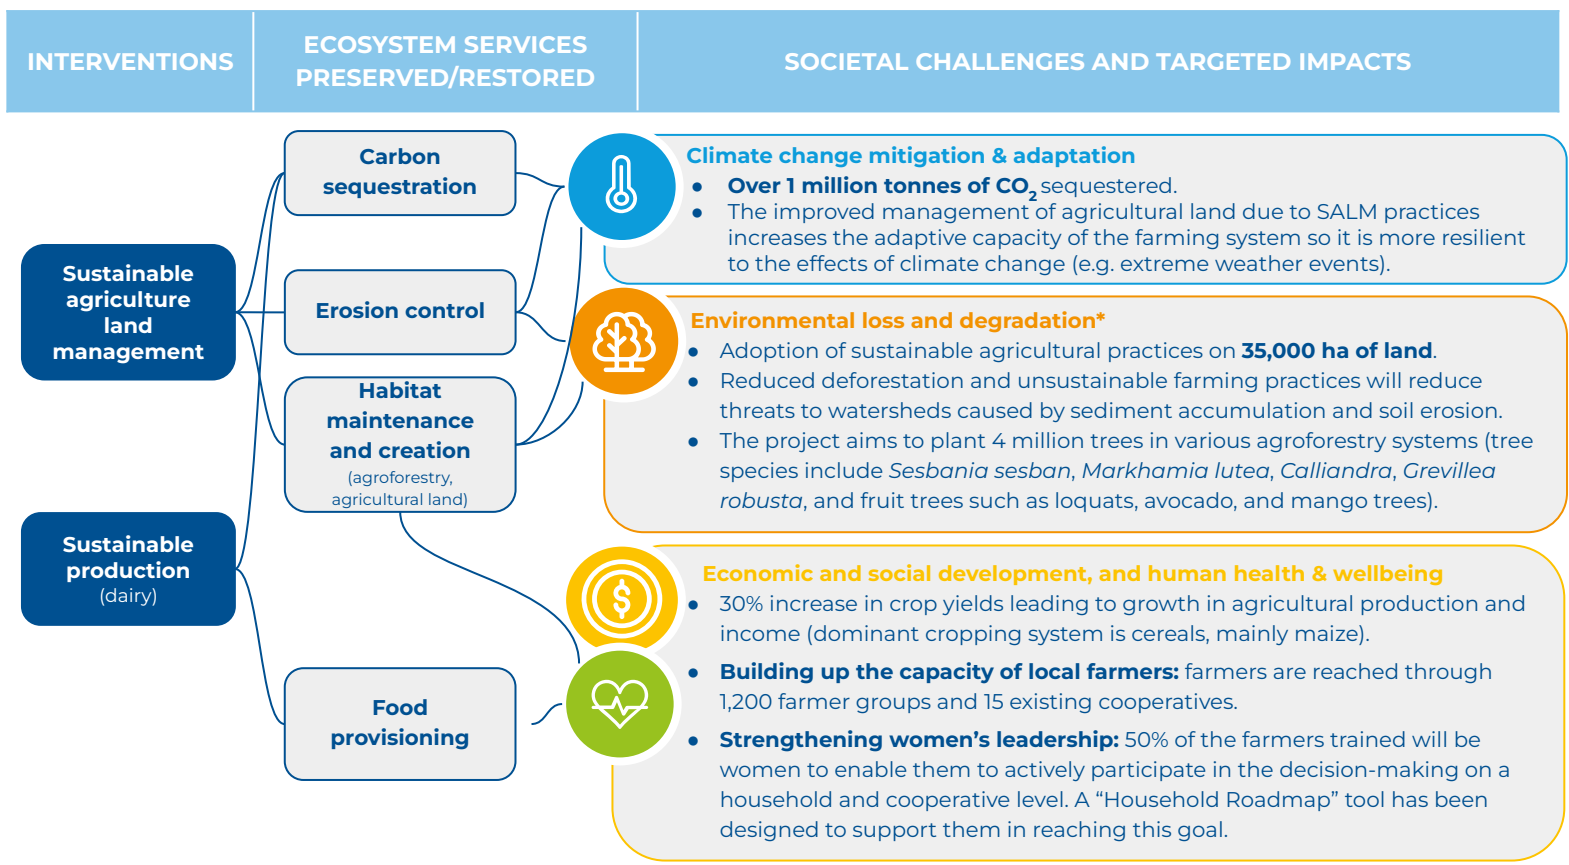 INTERVENTIONS
ECOSYSTEM SERVICES
PRESERVED/RESTORED
SOCIETAL CHALLENGES AND TARGETED IMPACTS
Sustainable
agriculture
land
management
Sustainable
production
(dairy)
Carbon
sequestration
Erosion control
Habitat
maintenance
and creation
(agroforestry,
agricultural land)
Food
provisioning
Climate change mitigation & adaptation
● Over 1 million tonnes of CO₂ sequestered.
● The improved management of agricultural land due to SALM practices
increases the adaptive capacity of the farming system so it is more resilient
to the effects of climate change (e.g. extreme weather events).
Environmental loss and degradation*
● Adoption of sustainable agricultural practices on 35,000 ha of land.
● Reduced deforestation and unsustainable farming practices will reduce
threats to watersheds caused by sediment accumulation and soil erosion.
● The project aims to plant 4 million trees in various agroforestry systems (tree
species include Sesbania sesban, Markhamia lutea, Calliandra, Grevillea
robusta, and fruit trees such as loquats, avocado, and mango trees).
$
Economic and social development, and human health & wellbeing
● 30% increase in crop yields leading to growth in agricultural production and
income (dominant cropping system is cereals, mainly maize).
● Building up the capacity of local farmers: farmers are reached through
1,200 farmer groups and 15 existing cooperatives.
● Strengthening women’s leadership: 50% of the farmers trained will be
women to enable them to actively participate in the decision-making on a
household and cooperative level. A “Household Roadmap” tool has been
designed to support them in reaching this goal.